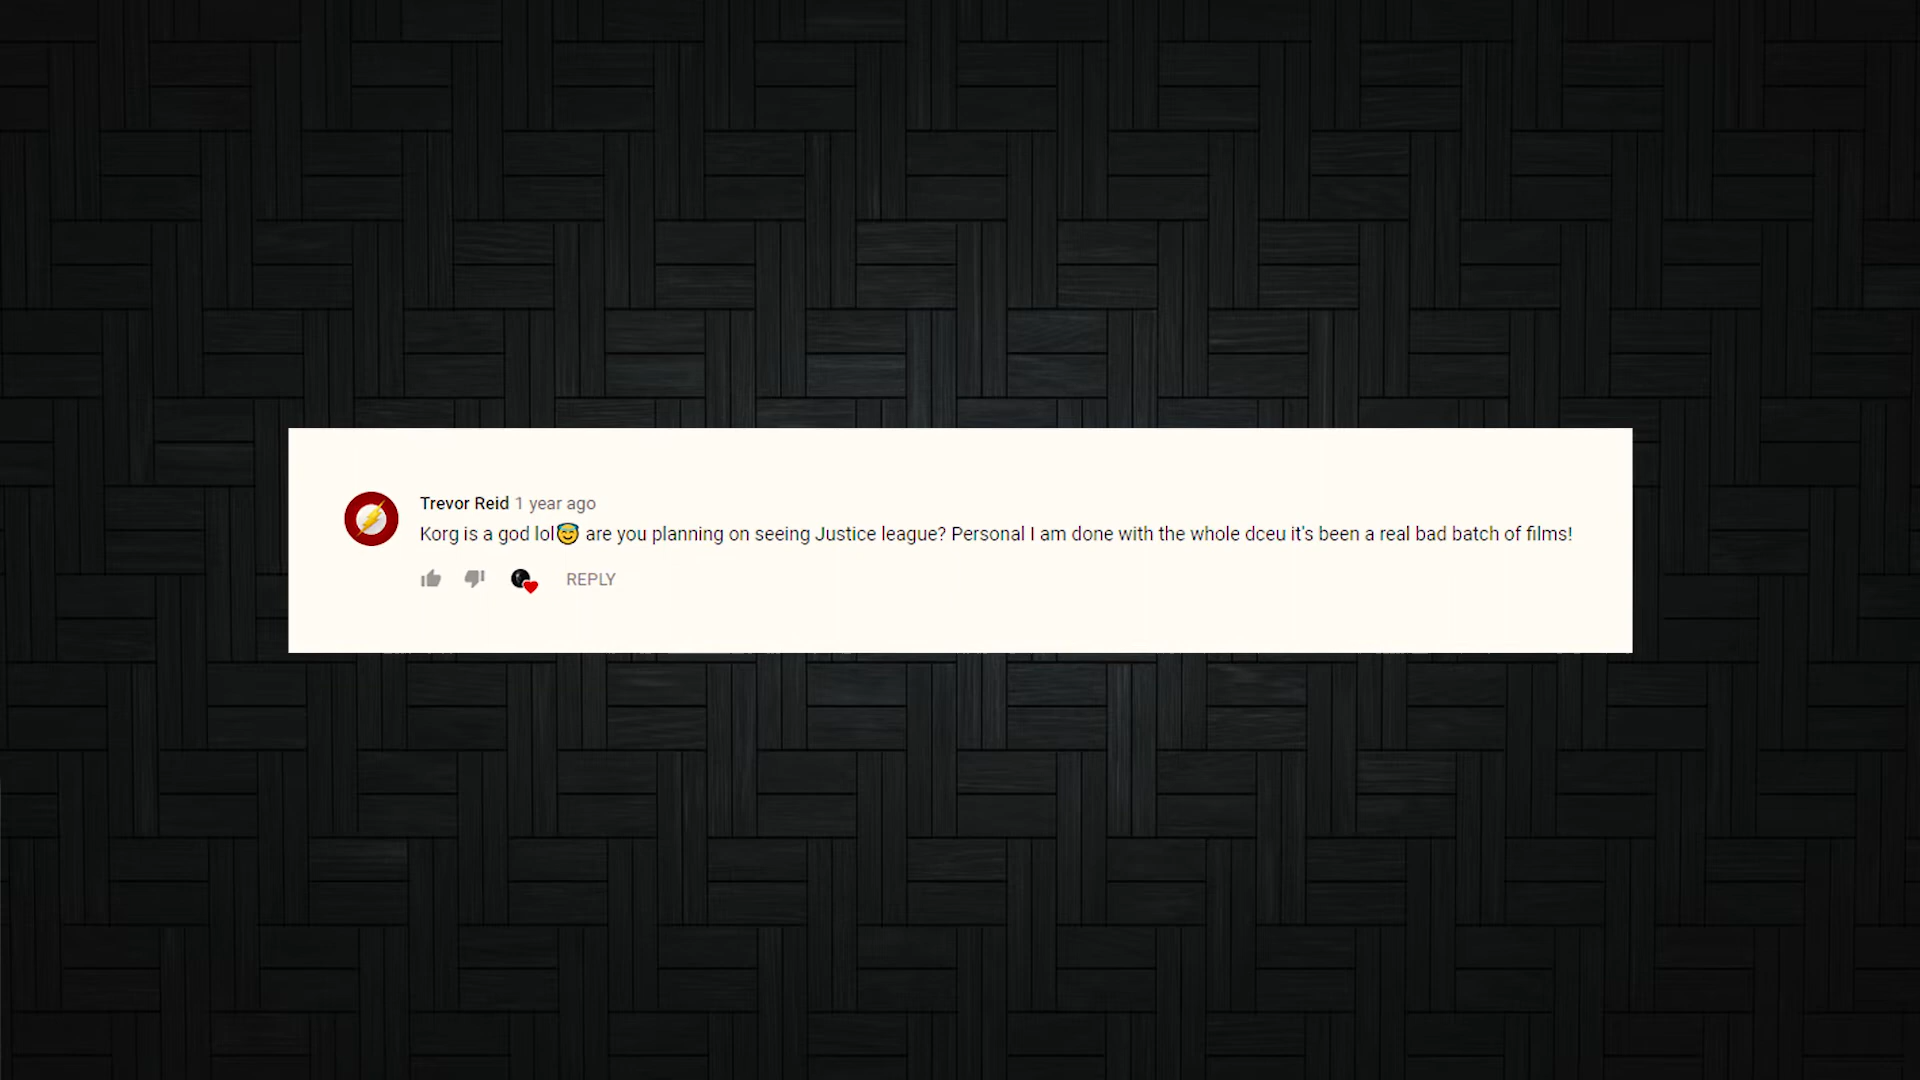 Trevor Reid 1 year ago
Korg is a god lol😇 are you planning on seeing Justice league? Personal I am done with the whole dceu it's been a real bad batch of films!
REPLY